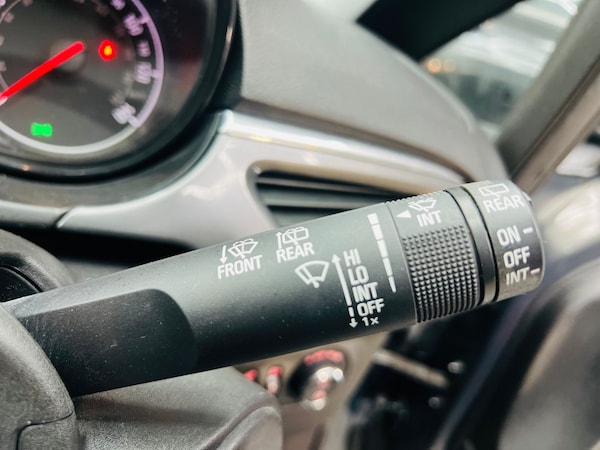 FRONT
REAR
HI
LO
INT
OFF
1x
INT
REAR
ON
OFF
INT